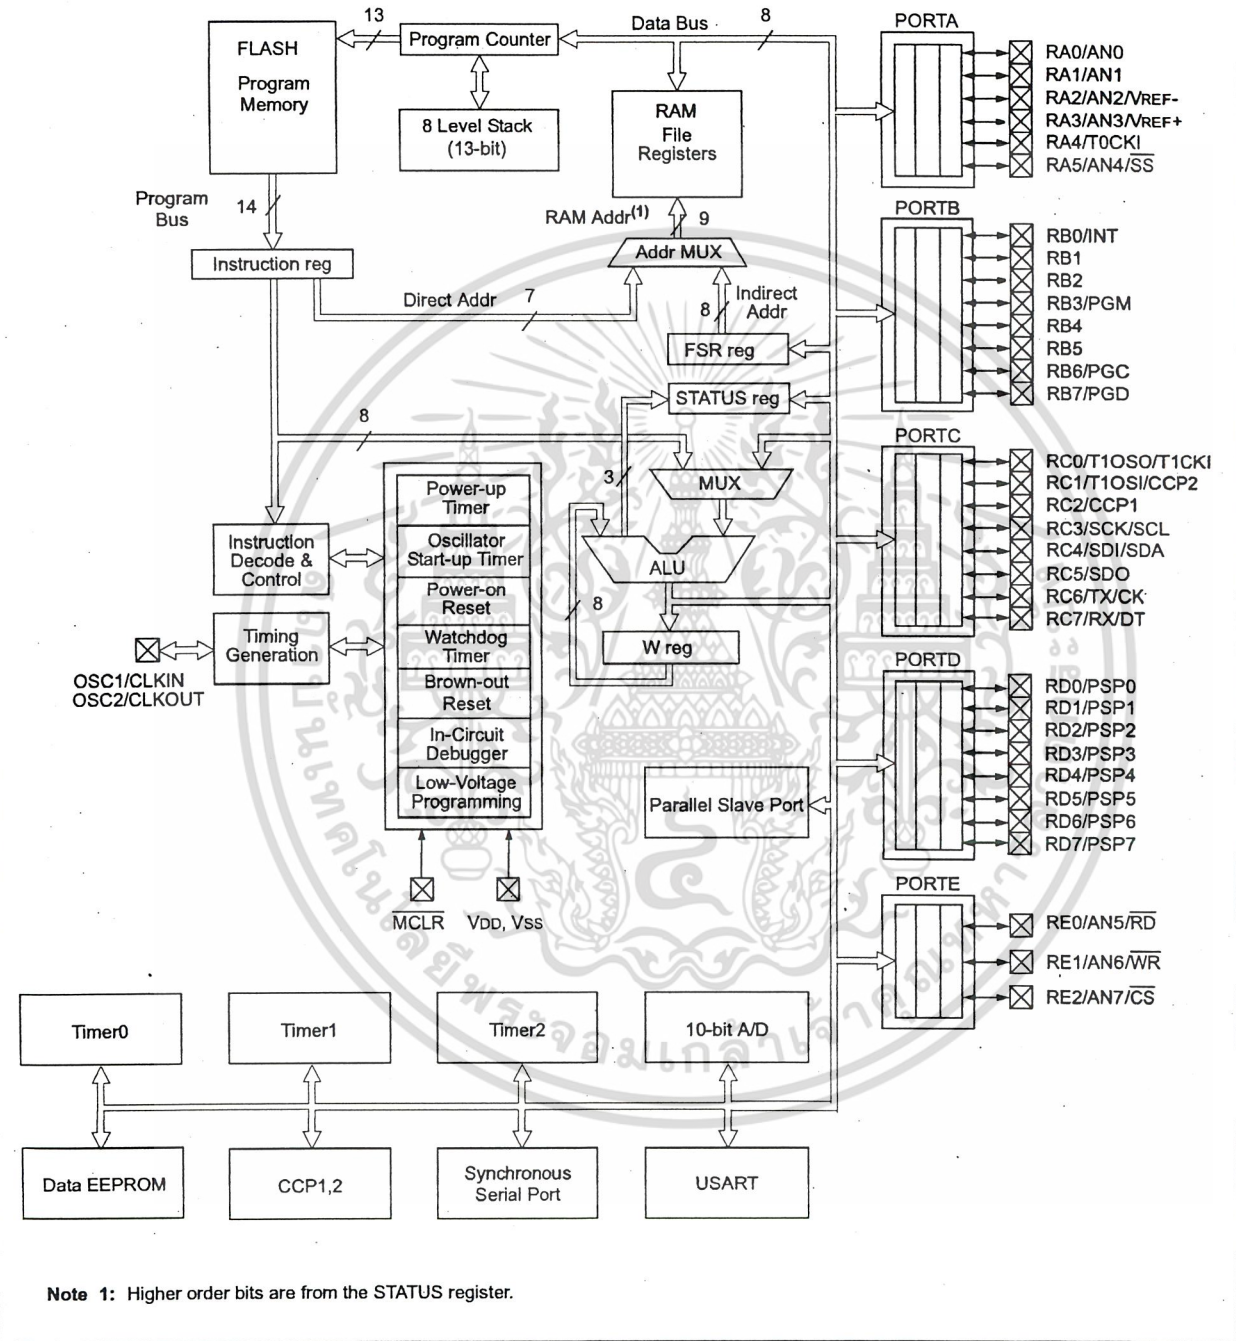 13
Data Bus
8
PORTA
FLASH
Program
Memory
Program Counter
RA0/AN0
RA1/AN1
RA2/AN2/VREF-
RA3/AN3/VREF+
RA4/T0CKI
RA5/AN4/SS
8 Level Stack
(13-bit)
RAM
File
Registers
Program
Bus
14
RAM Addr(1)
9
PORTB
Instruction reg
Addr MUX
RB0/INT
RB1
RB2
RB3/PGM
RB4
RB5
RB6/PGC
RB7/PGD
Direct Addr
7
8
Indirect
Addr
FSR reg
STATUS reg
8
PORTC
3
MUX
RC0/T1OSO/T1CKI
RC1/T1OSI/CCP2
RC2/CCP1
RC3/SCK/SCL
RC4/SDI/SDA
RC5/SDO
RC6/TX/CK
RC7/RX/DT
Power-up
Timer
Instruction
Decode &
Control
Oscillator
Start-up Timer
ALU
Power-on
Reset
8
Timing
Generation
Watchdog
Timer
W reg
OSC1/CLKIN
OSC2/CLKOUT
Brown-out
Reset
PORTD
In-Circuit
Debugger
RD0/PSP0
RD1/PSP1
RD2/PSP2
RD3/PSP3
RD4/PSP4
RD5/PSP5
RD6/PSP6
RD7/PSP7
Low-Voltage
Programming
Parallel Slave Port
MCLR
VDD, VSS
PORTE
RE0/AN5/RD
RE1/AN6/WR
RE2/AN7/CS
Timer0
Timer1
Timer2
10-bit A/D
Data EEPROM
CCP1,2
Synchronous
Serial Port
USART
Note 1: Higher order bits are from the STATUS register.